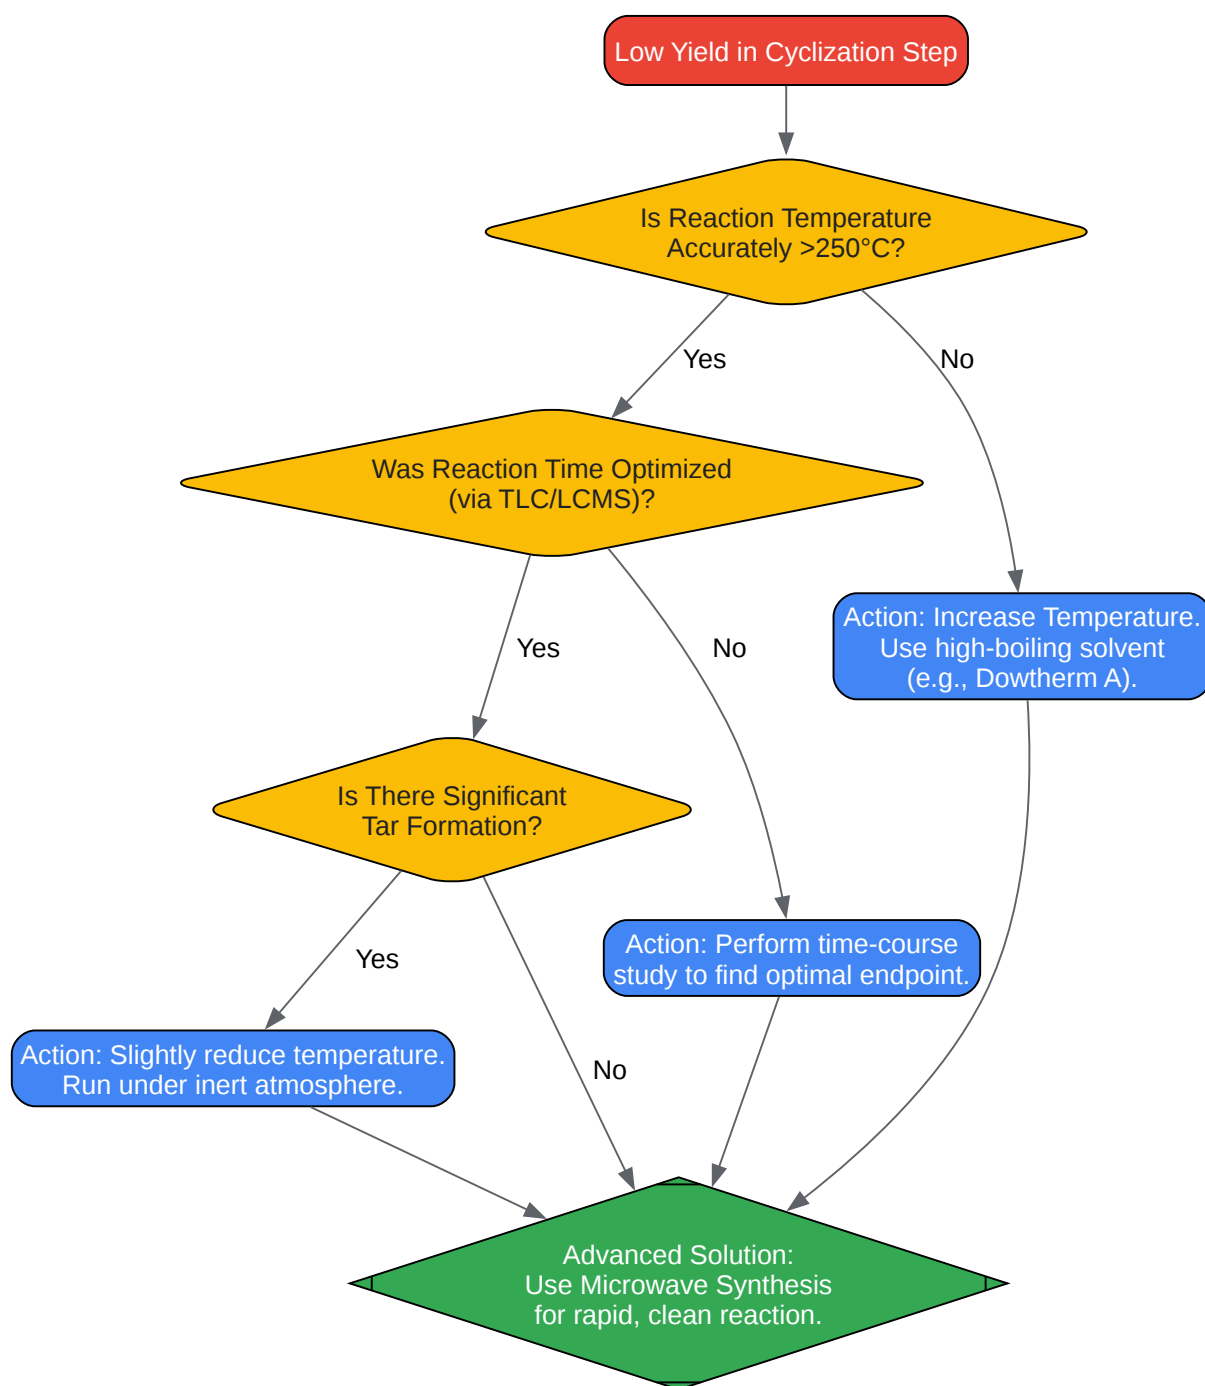 Low Yield in Cyclization Step
Is Reaction Temperature
Accurately >250°C?
Yes
No
Was Reaction Time Optimized
(via TLC/LCMS)?
Action: Increase Temperature.
Use high-boiling solvent
(e.g., Dowtherm A).
Yes
No
Is There Significant
Tar Formation?
Action: Perform time-course
study to find optimal endpoint.
Yes
No
Action: Slightly reduce temperature.
Run under inert atmosphere.
Advanced Solution:
Use Microwave Synthesis
for rapid, clean reaction.